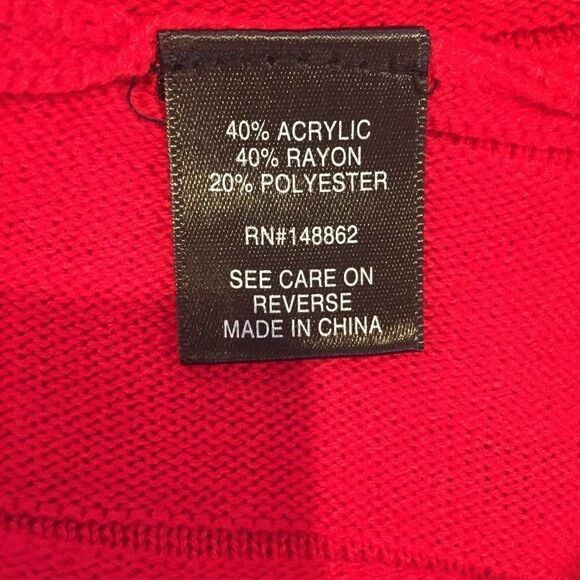 40% ACRYLIC
40% RAYON
20% POLYESTER
RN#148862
SEE CARE ON
REVERSE
MADE IN CHINA